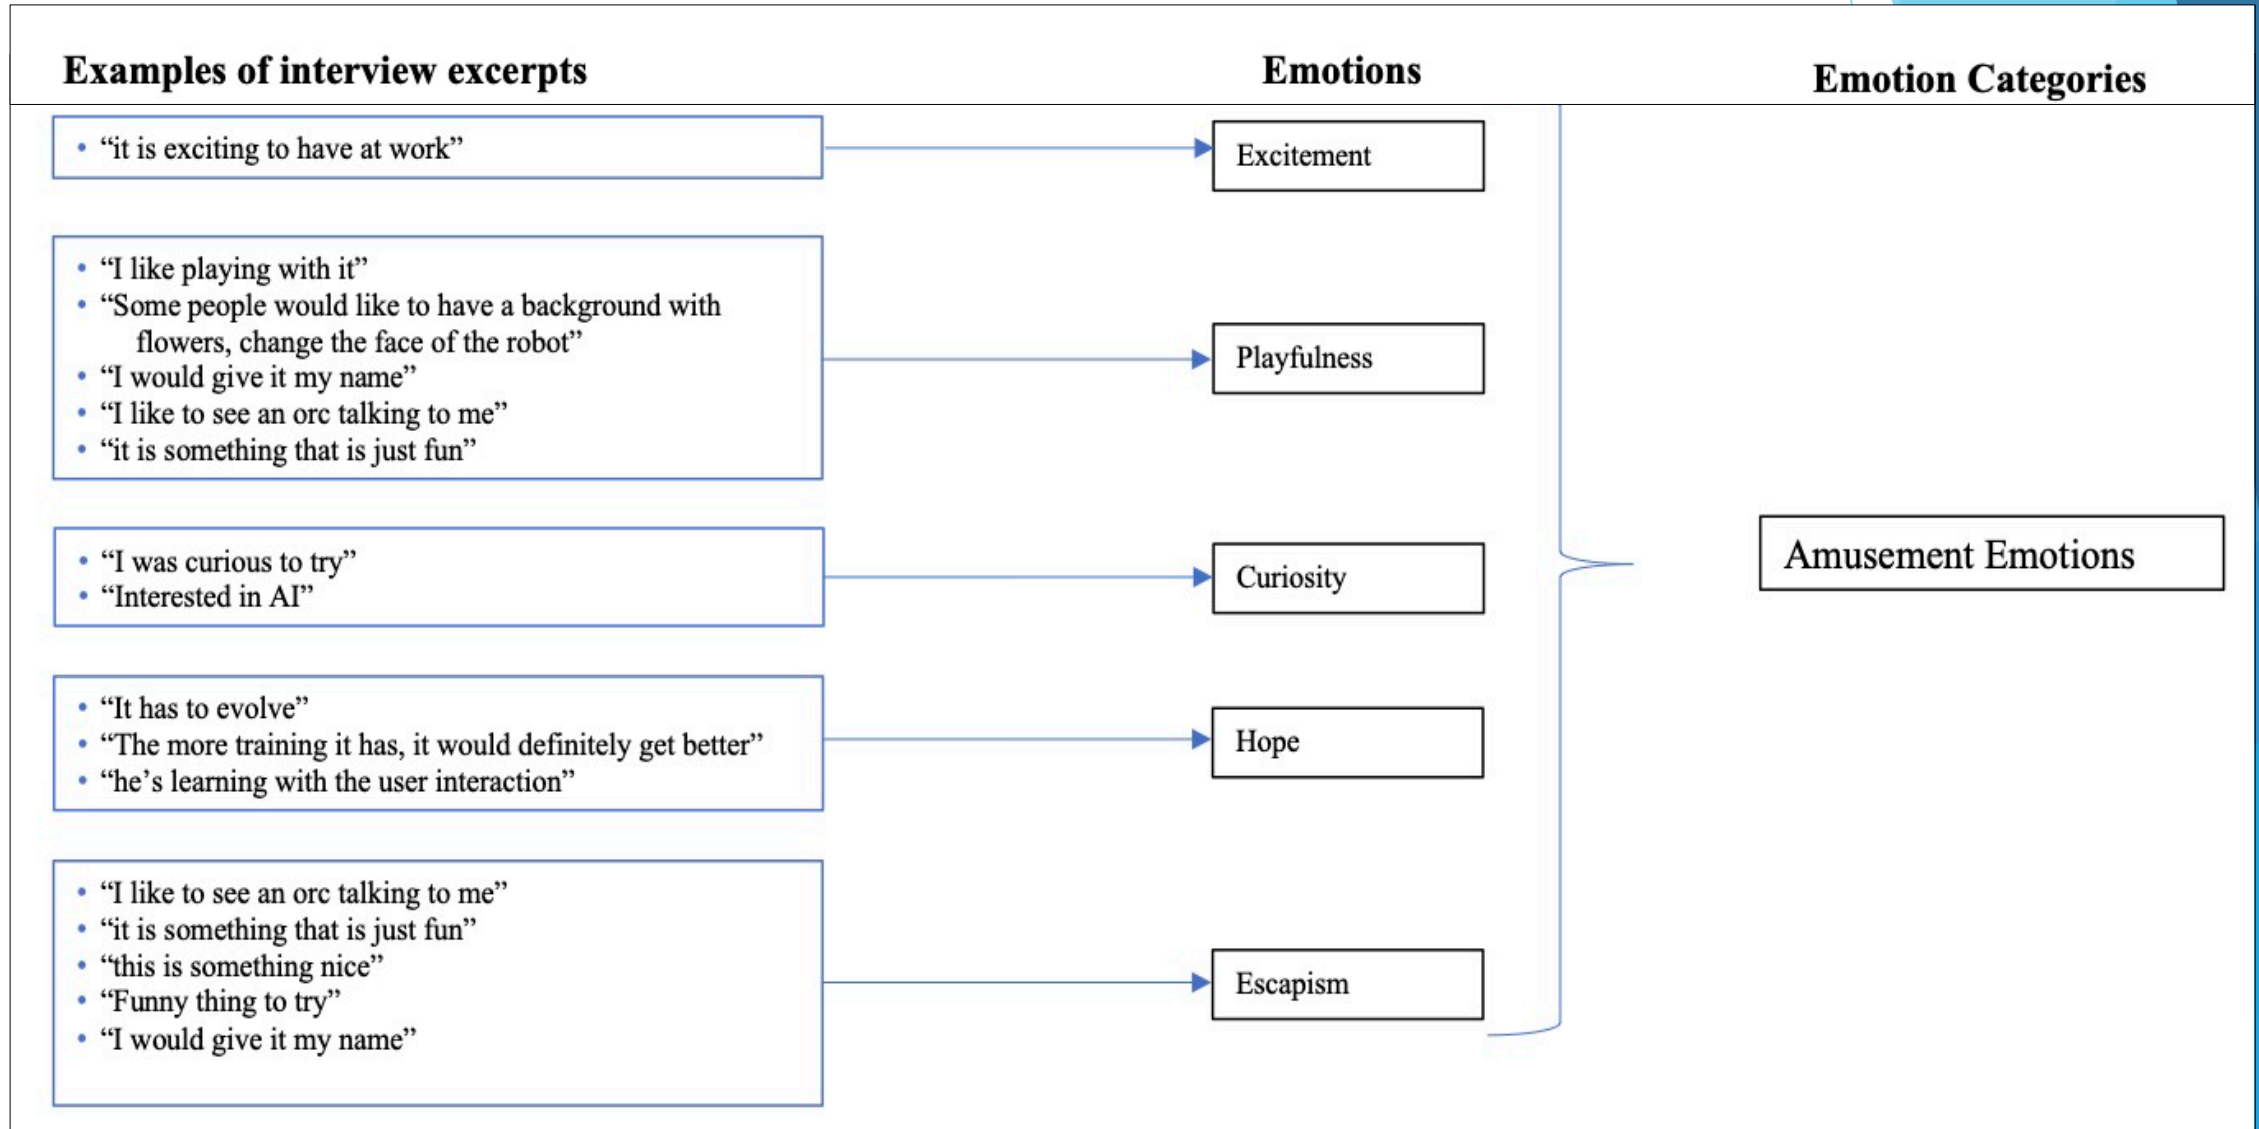 Examples of interview excerpts
Emotions
Emotion Categories
• “it is exciting to have at work”
Excitement
• “I like playing with it”
• “Some people would like to have a background with
flowers, change the face of the robot”
• “I would give it my name”
• “I like to see an orc talking to me”
• “it is something that is just fun”
Playfulness
• “I was curious to try”
• “Interested in AI”
Curiosity
Amusement Emotions
• “It has to evolve”
• “The more training it has, it would definitely get better”
• “he’s learning with the user interaction”
Hope
• “I like to see an orc talking to me”
• “it is something that is just fun”
• “this is something nice”
• “Funny thing to try”
• “I would give it my name”
Escapism